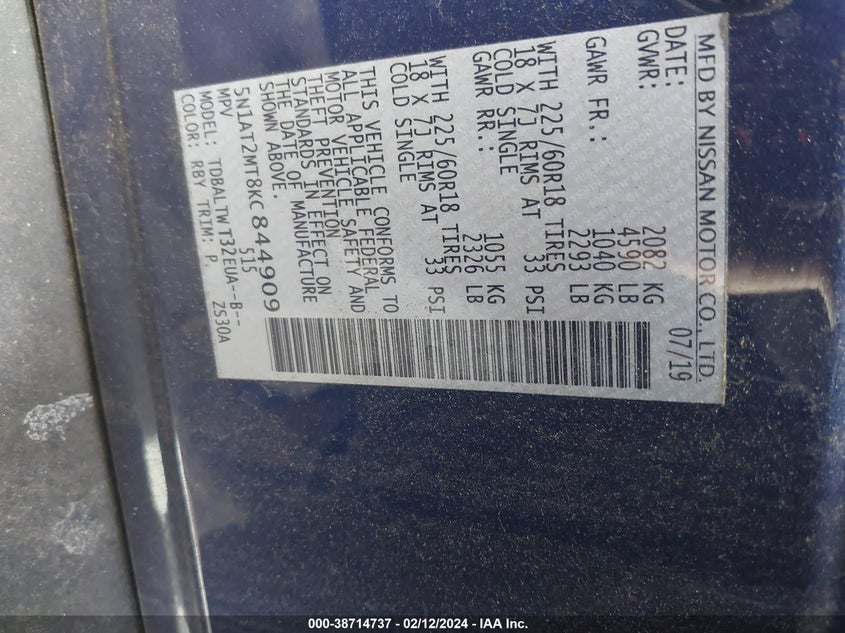 MFD BY NISSAN MOTOR CO., LTD.
DATE: 07/19
GVWR: 2082 KG
4590 LB
GAWR FR.: 1040 KG
2293 LB
WITH 225/60R18 TIRES
18 X 7J RIMS AT 33 PSI
COLD SINGLE
GAWR RR.: 1055 KG
2326 LB
WITH 225/60R18 TIRES
18 X 7J RIMS AT 33 PSI
COLD SINGLE
THIS VEHICLE CONFORMS TO
ALL APPLICABLE FEDERAL
MOTOR VEHICLE SAFETY AND
THEFT PREVENTION
STANDARDS IN EFFECT ON
THE DATE OF MANUFACTURE
SHOWN ABOVE.
5N1AT2MT8KC844909
MPV 515
MODEL: TDBALTWT32EUA--B--
COLOR: RBY TRIM: P. ZS30A
000-38714737 - 02/12/2024 - IAA Inc.